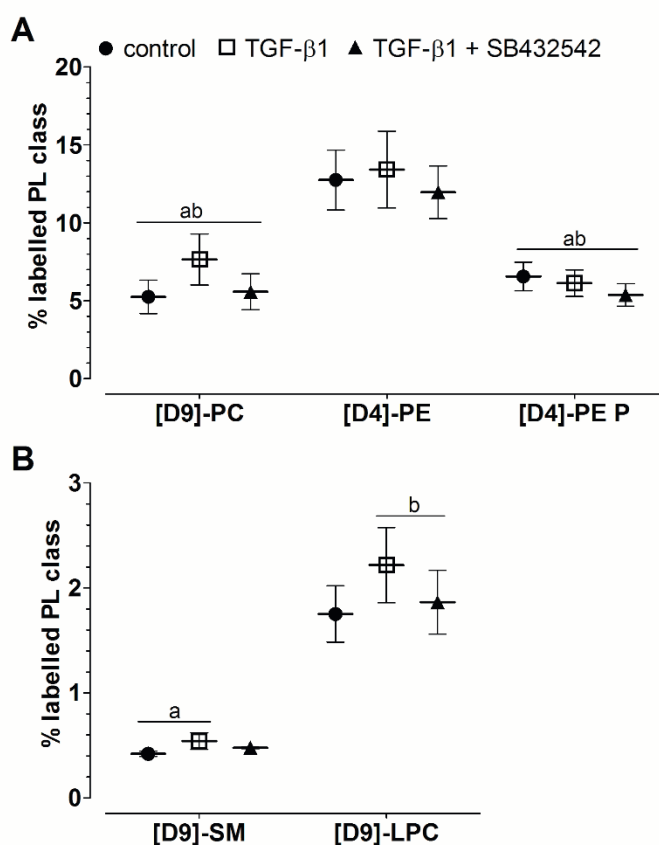 A
● control □ TGF-β1 ▲ TGF-β1 + SB432542
% labelled PL class
20
15
10
5
0
ab
ab
[D9]-PC [D4]-PE [D4]-PE P
B
% labelled PL class
3
2
1
0
b
a
[D9]-SM [D9]-LPC